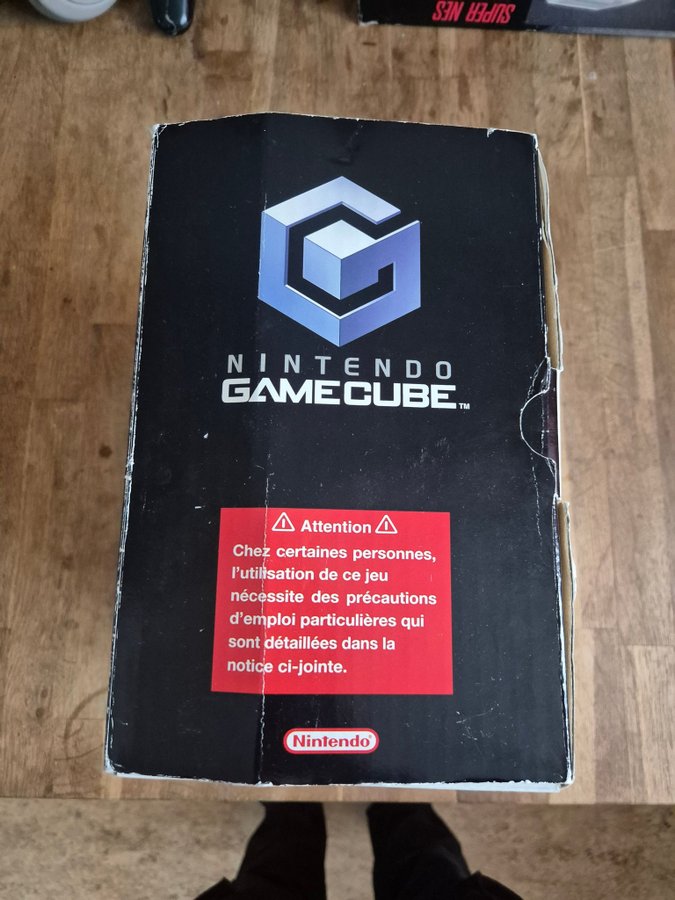 SUPER NES
NINTENDO
GAMECUBE™
Attention
Chez certaines personnes,
l'utilisation de ce jeu
nécessite des précautions
d'emploi particulières qui
sont détaillées dans la
notice ci-jointe.
Nintendo®